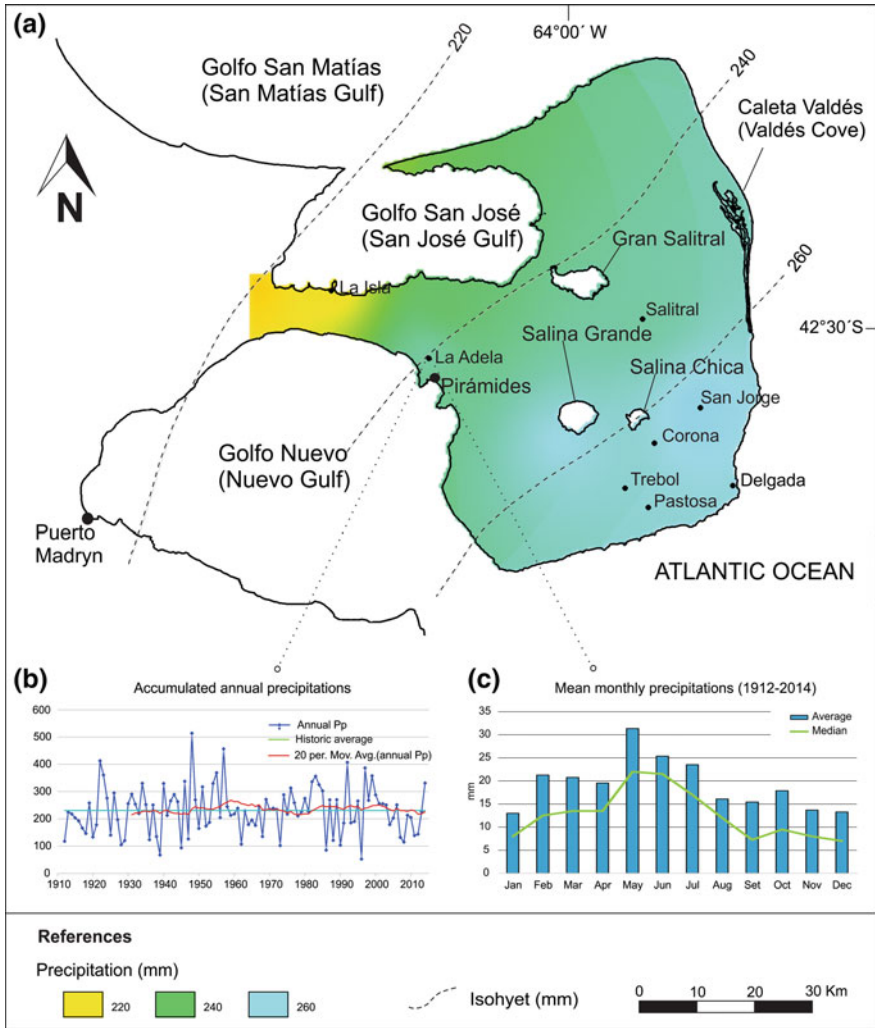 (a)
220
64°00´ W
240
Golfo San Matías
(San Matías Gulf)
Caleta Valdés
(Valdés Cove)
N
Golfo San José
(San José Gulf)
Gran Salitral
260
La Isla
Salitral
42°30´S
Salina Grande
La Adela
Salina Chica
Pirámides
San Jorge
Golfo Nuevo
(Nuevo Gulf)
Corona
Trebol
Delgada
Pastosa
Puerto
Madryn
ATLANTIC OCEAN
(b)
Accumulated annual precipitations
600
500
400
300
200
100
0
Annual Pp
Historic average
20 per. Mov. Avg.(annual Pp)
1910 1920 1930 1940 1950 1960 1970 1980 1990 2000 2010
(c)
Mean monthly precipitations (1912-2014)
35
30
25
20
15
10
5
0
mm
Average
Median
Jan Feb Mar Apr May Jun Jul Aug Set Oct Nov Dec
References
Precipitation (mm)
220 240 260
Isohyet (mm)
0 10 20 30 Km